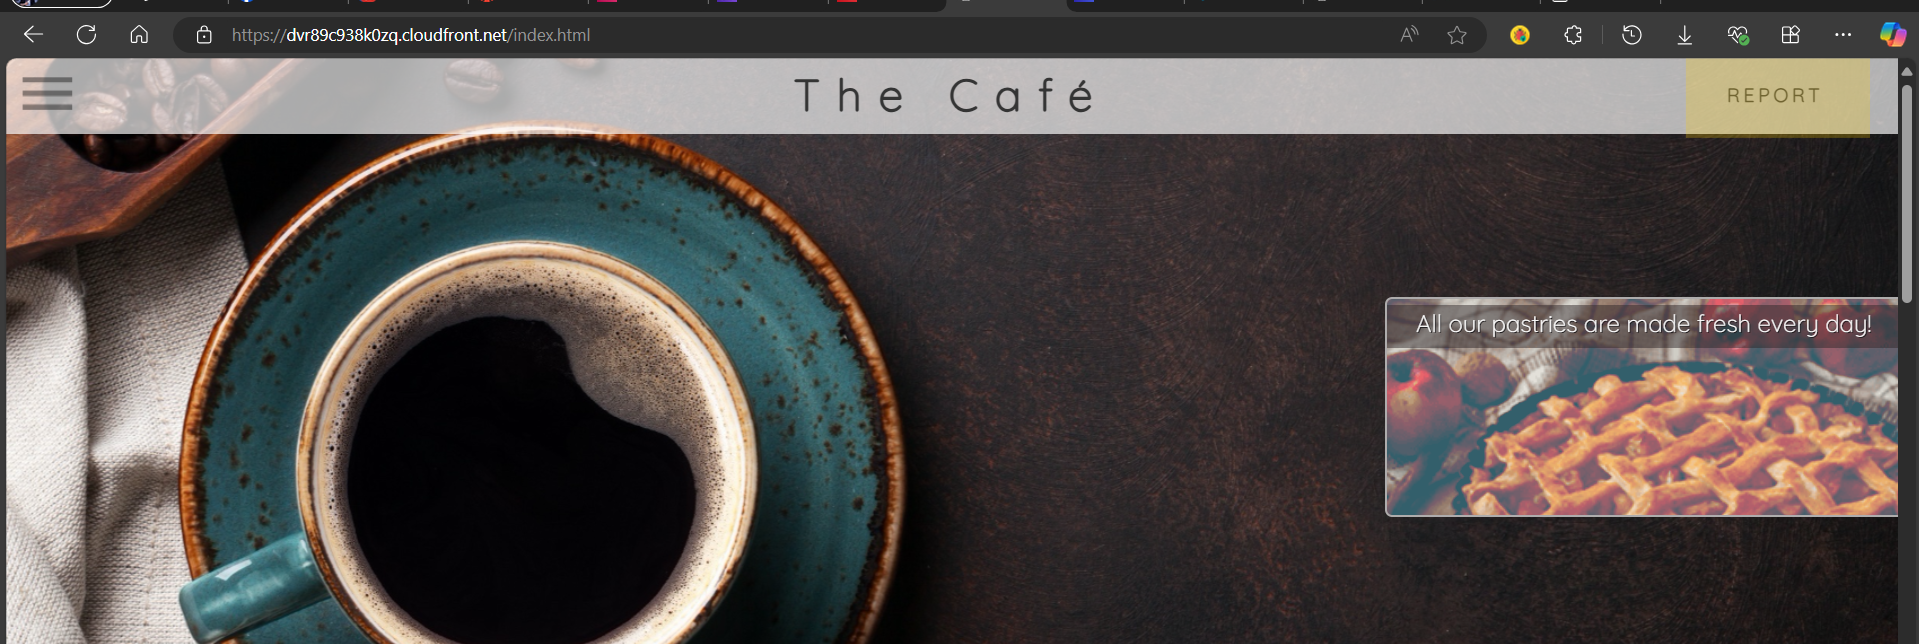 https://dvr89c938k0zq.cloudfront.net/index.html
The Café
REPORT
All our pastries are made fresh every day!